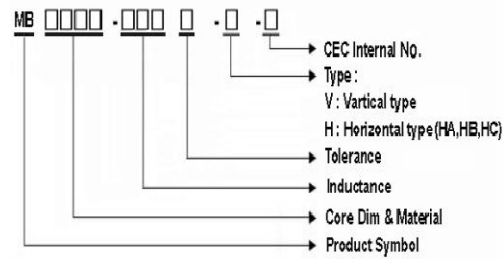 MB □□□□ -□□□ □ -□ -□
CEC Internal No.
Type :
V : Vartical type
H : Horizontal type (HA,HB,HC)
Tolerance
Inductance
Core Dim & Material
Product Symbol